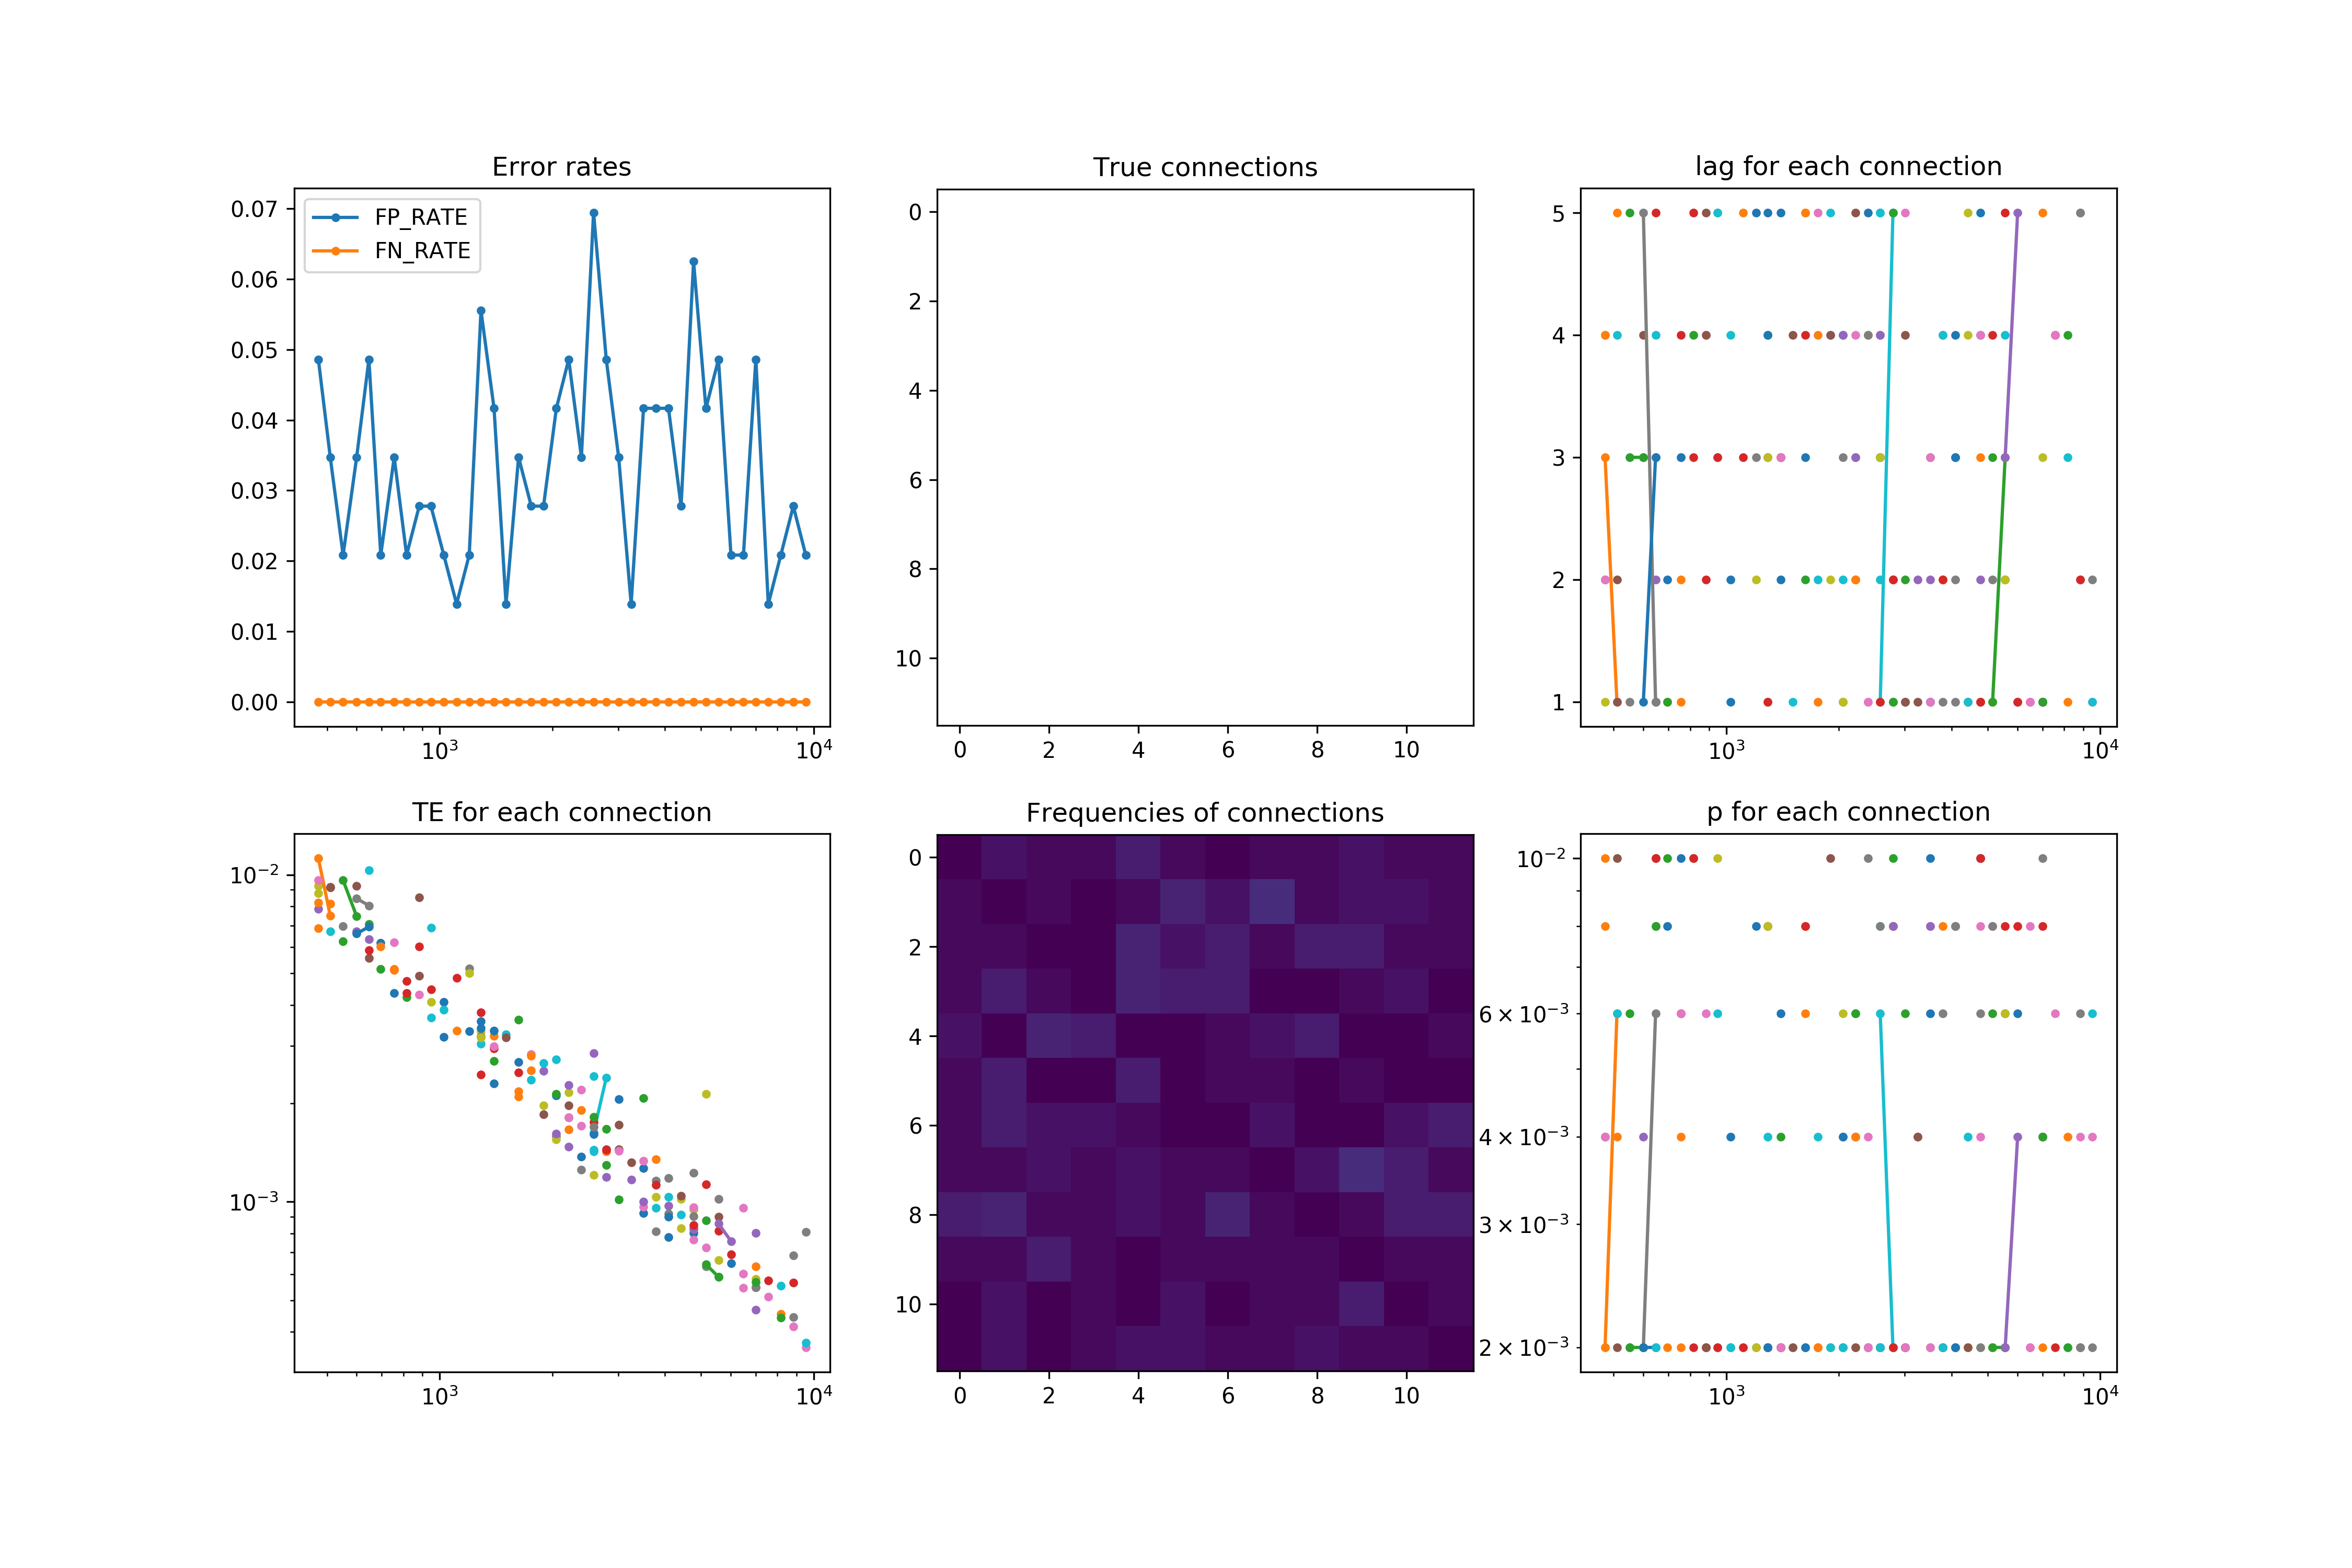 Error rates
0.07
0.06
0.05
0.04
0.03
0.02
0.01
0.00
FP_RATE
FN_RATE
10³
10⁴
True connections
0
2
4
6
8
10
0 2 4 6 8 10
lag for each connection
5
4
3
2
1
10³
10⁴
TE for each connection
10⁻²
10⁻³
10³
10⁴
Frequencies of connections
0
2
4
6
8
10
0 2 4 6 8 10
p for each connection
10⁻²
6 × 10⁻³
4 × 10⁻³
3 × 10⁻³
2 × 10⁻³
10³
10⁴